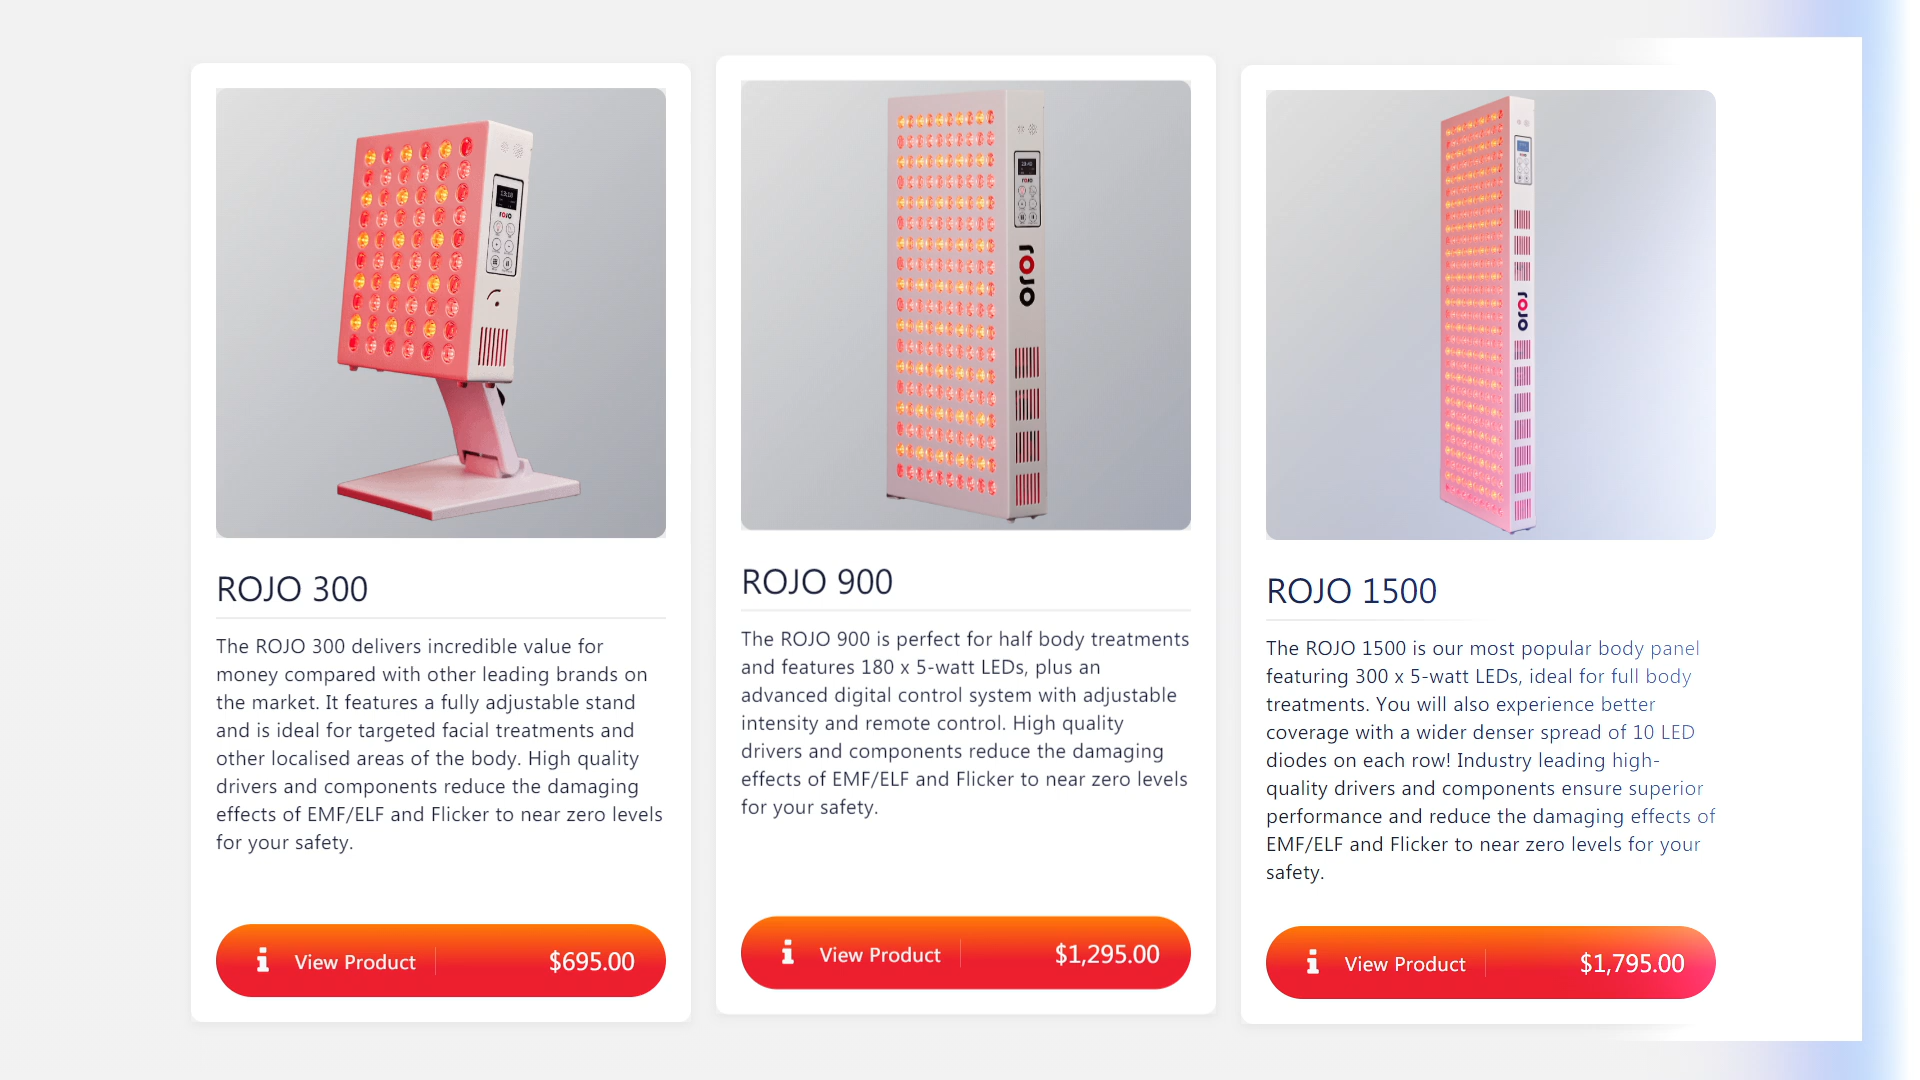 rojo
rojo
rojo
rojo
rojo
ROJO 300
The ROJO 300 delivers incredible value for
money compared with other leading brands on
the market. It features a fully adjustable stand
and is ideal for targeted facial treatments and
other localised areas of the body. High quality
drivers and components reduce the damaging
effects of EMF/ELF and Flicker to near zero levels
for your safety.
View Product
$695.00
ROJO 900
The ROJO 900 is perfect for half body treatments
and features 180 x 5-watt LEDs, plus an
advanced digital control system with adjustable
intensity and remote control. High quality
drivers and components reduce the damaging
effects of EMF/ELF and Flicker to near zero levels
for your safety.
View Product
$1,295.00
ROJO 1500
The ROJO 1500 is our most popular body panel
featuring 300 x 5-watt LEDs, ideal for full body
treatments. You will also experience better
coverage with a wider denser spread of 10 LED
diodes on each row! Industry leading high-
quality drivers and components ensure superior
performance and reduce the damaging effects of
EMF/ELF and Flicker to near zero levels for your
safety.
View Product
$1,795.00